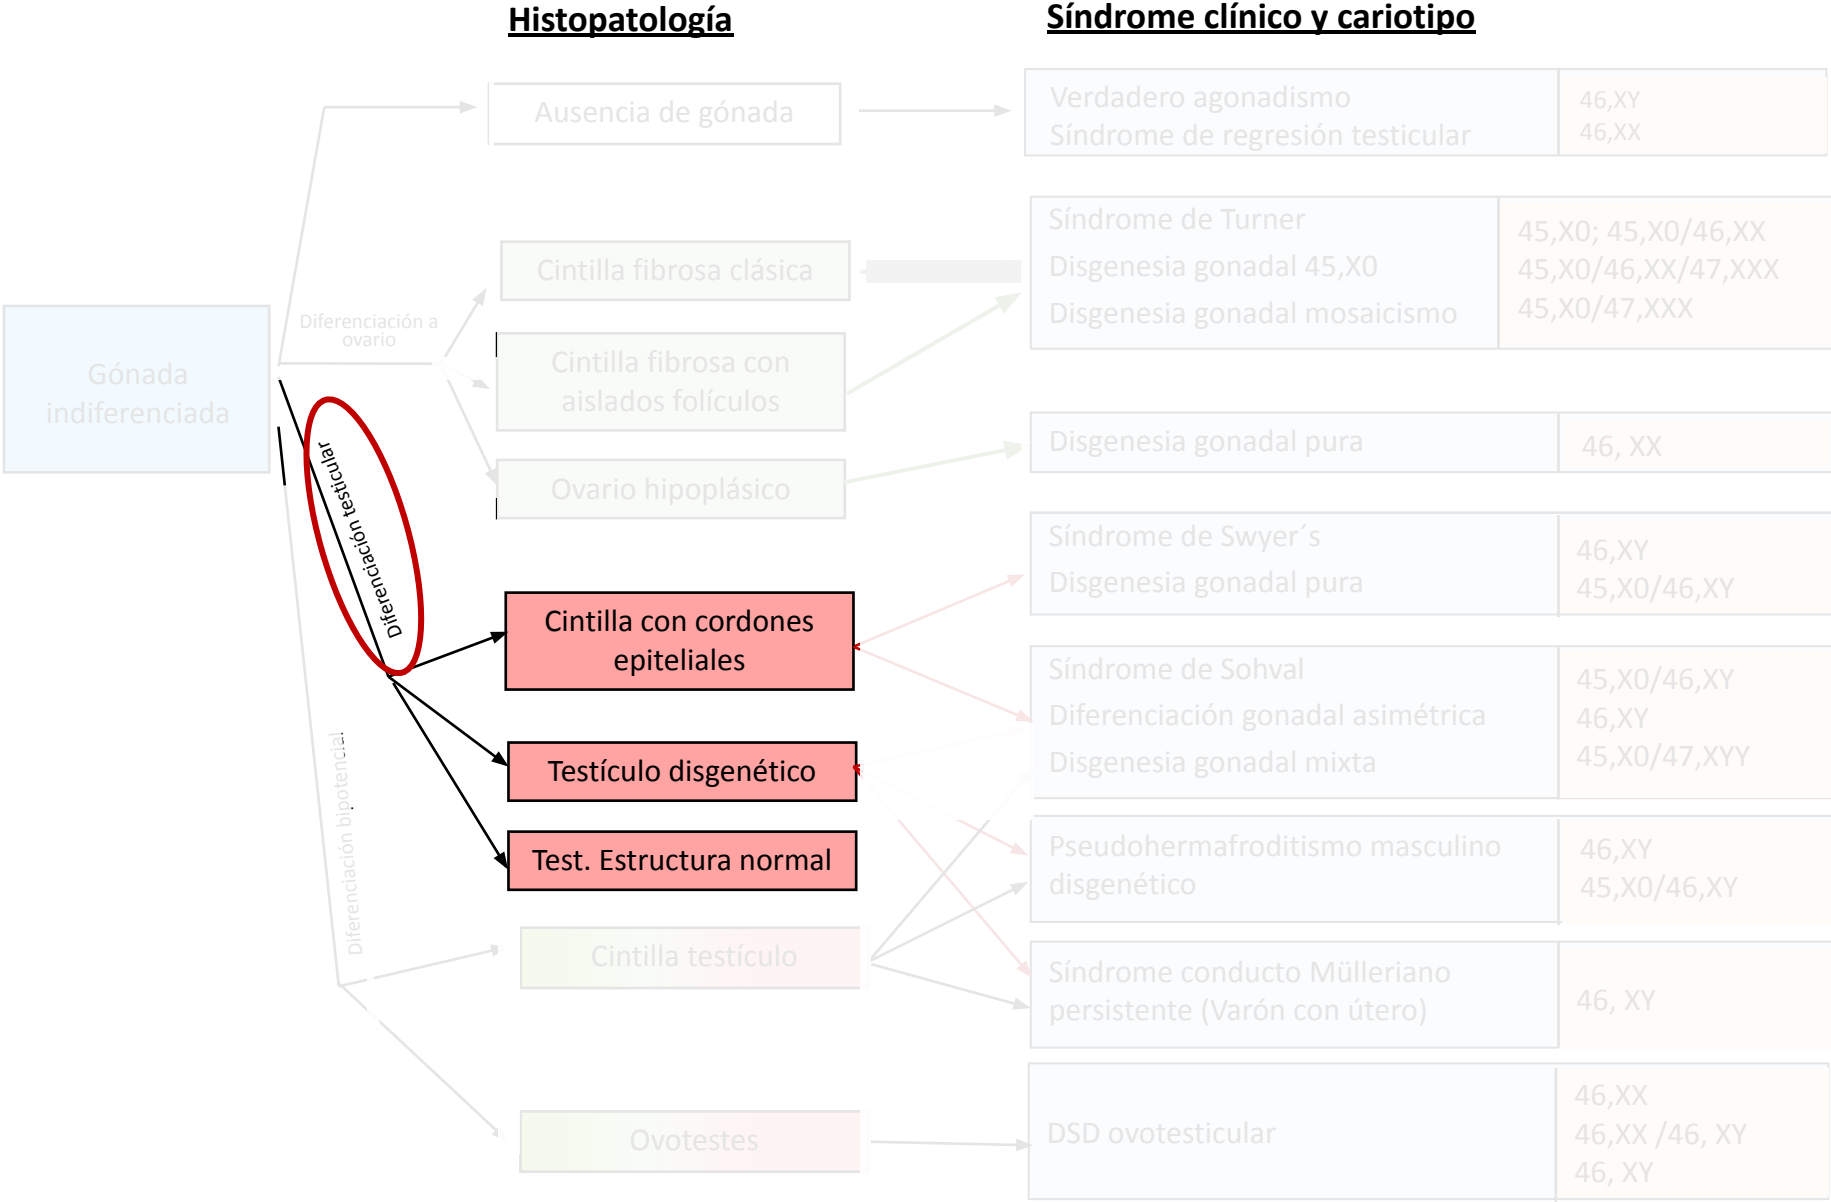 Histopatología
Síndrome clínico y cariotipo
Ausencia de gónada
Verdadero agonadismo
Síndrome de regresión testicular
46,XY
46,XX
Gónada
indiferenciada
Diferenciación a
ovario
Cintilla fibrosa clásica
Cintilla fibrosa con
aislados folículos
Ovario hipoplásico
Síndrome de Turner
Disgenesia gonadal 45,X0
Disgenesia gonadal mosaicismo
45,X0; 45,X0/46,XX
45,X0/46,XX/47,XXX
45,X0/47,XXX
Disgenesia gonadal pura
46, XX
Diferenciación testicular
Cintilla con cordones
epiteliales
Testículo disgenético
Test. Estructura normal
Síndrome de Swyer´s
Disgenesia gonadal pura
46,XY
45,X0/46,XY
Síndrome de Sohval
Diferenciación gonadal asimétrica
Disgenesia gonadal mixta
45,X0/46,XY
46,XY
45,X0/47,XYY
Pseudohermafroditismo masculino
disgenético
46,XY
45,X0/46,XY
Diferenciación bipotencial
Cintilla testículo
Síndrome conducto Mülleriano
persistente (Varón con útero)
46, XY
Ovotestes
DSD ovotesticular
46,XX
46,XX /46, XY
46, XY